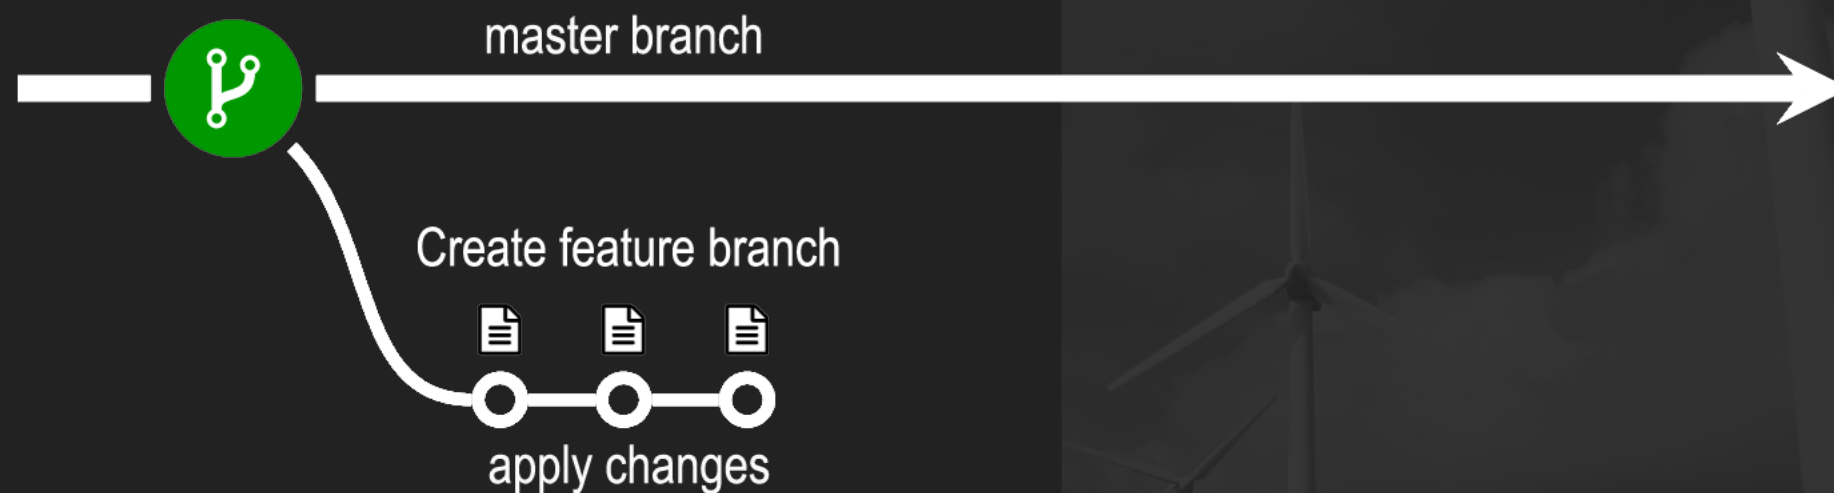 master branch
Create feature branch
apply changes